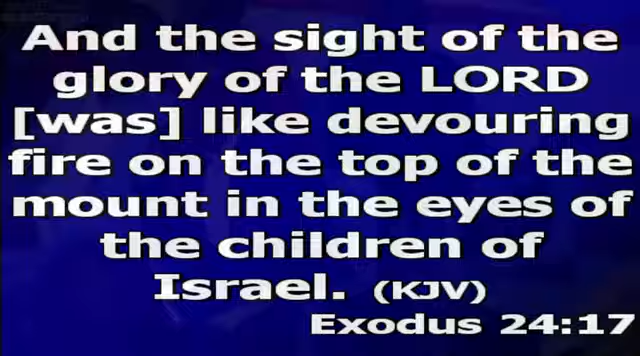 And the sight of the
glory of the LORD
[was] like devouring
fire on the top of the
mount in the eyes of
the children of
Israel. (KJV)
Exodus 24:17